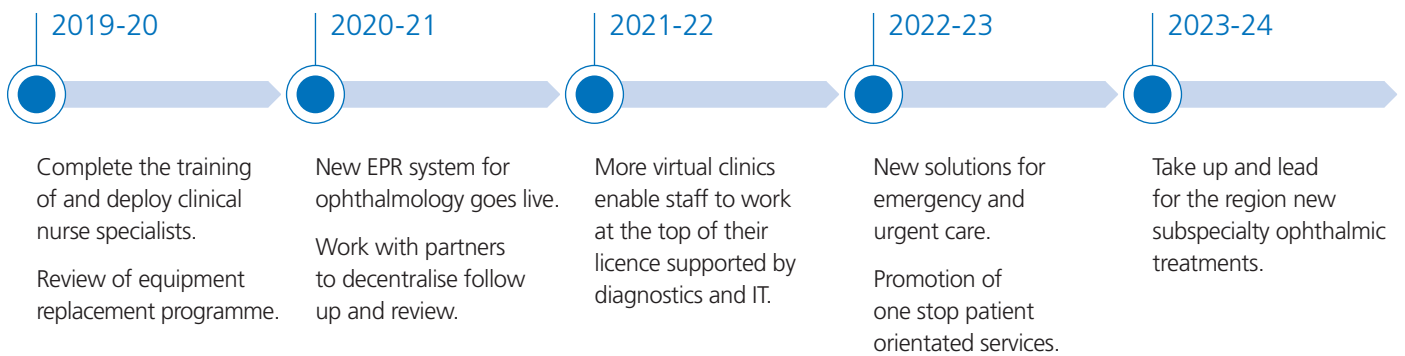 2019-20
Complete the training
of and deploy clinical
nurse specialists.
Review of equipment
replacement programme.
2020-21
New EPR system for
ophthalmology goes live.
Work with partners
to decentralise follow
up and review.
2021-22
More virtual clinics
enable staff to work
at the top of their
licence supported by
diagnostics and IT.
2022-23
New solutions for
emergency and
urgent care.
Promotion of
one stop patient
orientated services.
2023-24
Take up and lead
for the region new
subspecialty ophthalmic
treatments.